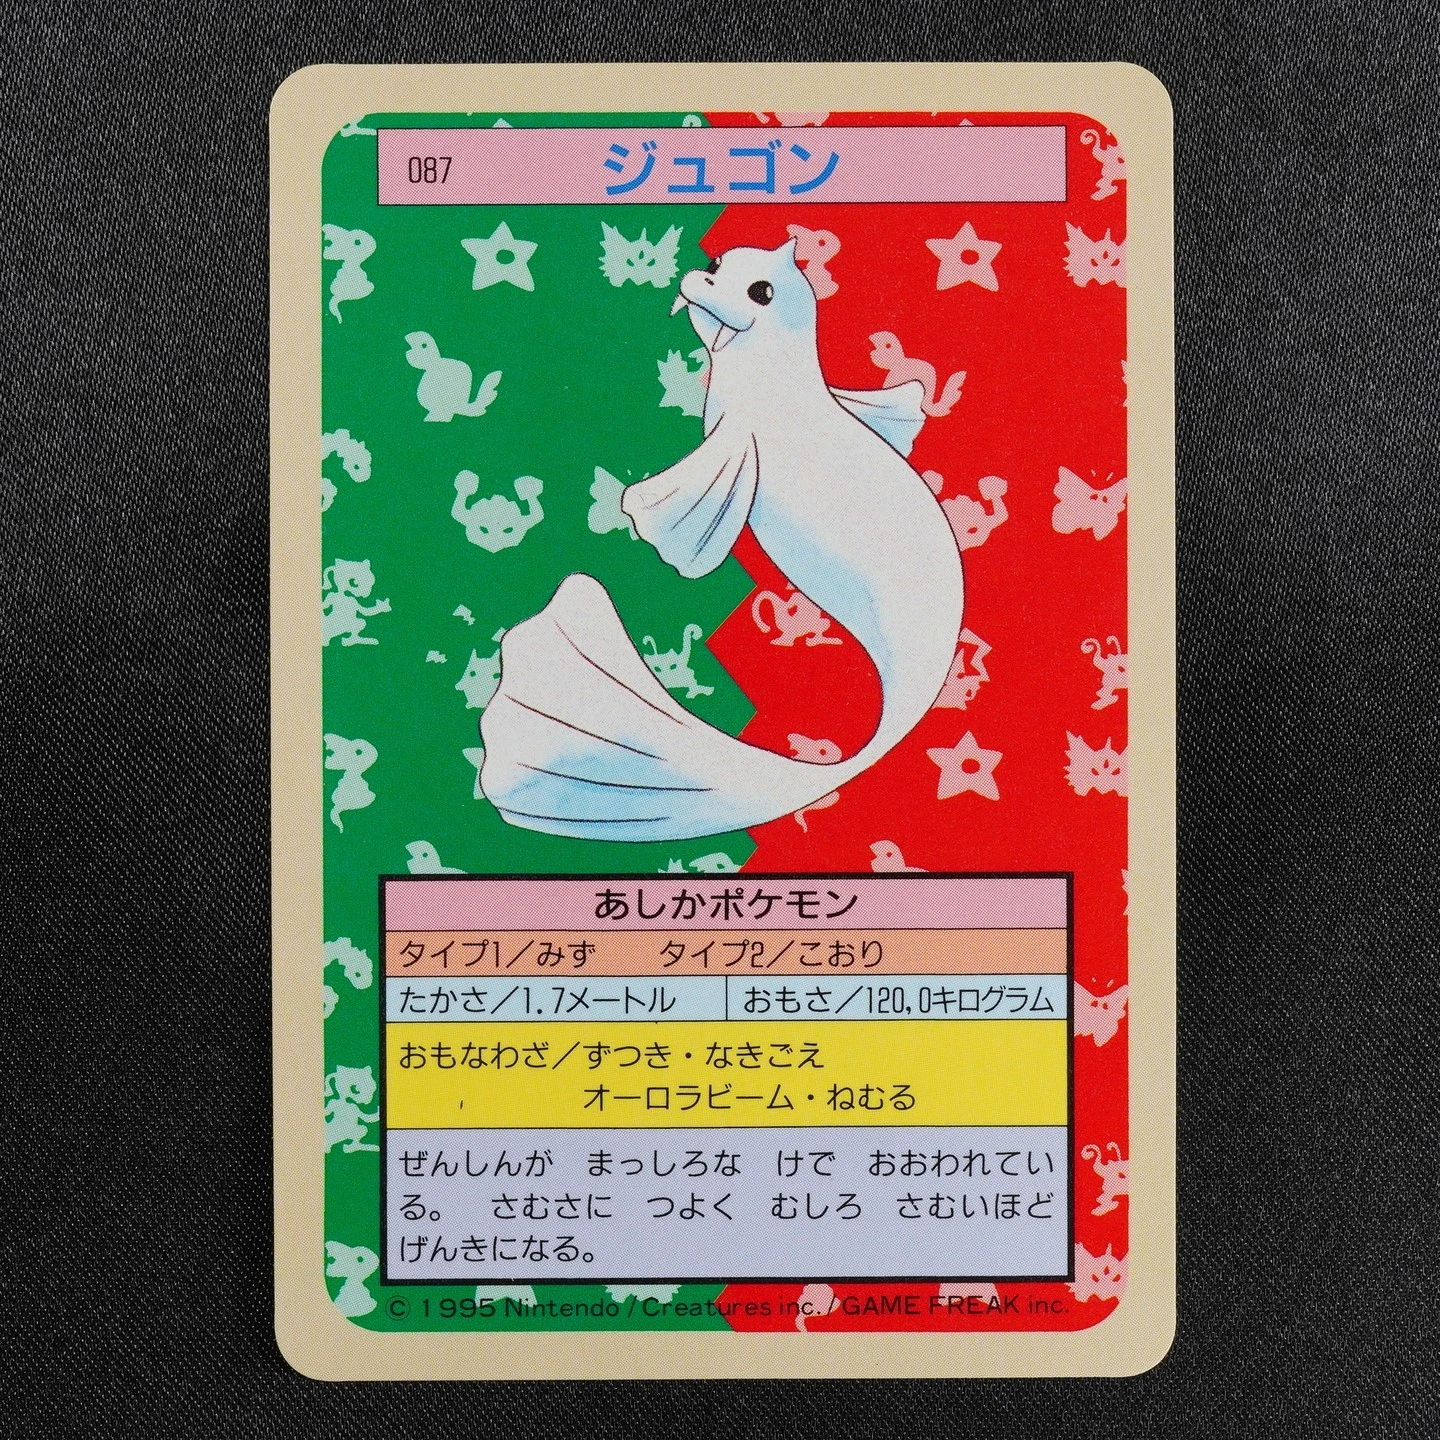 087 ジュゴン
あしかポケモン
タイプ1／みず　タイプ2／こおり
たかさ／1.7メートル　おもさ／120,0キログラム
おもなわざ／ずつき・なきごえ
オーロラビーム・ねむる
ぜんしんが　まっしろな　けで　おおわれてい
る。　さむさに　つよく　むしろ　さむいほど
げんきになる。
© 1995 Nintendo/Creatures inc./GAME FREAK inc.